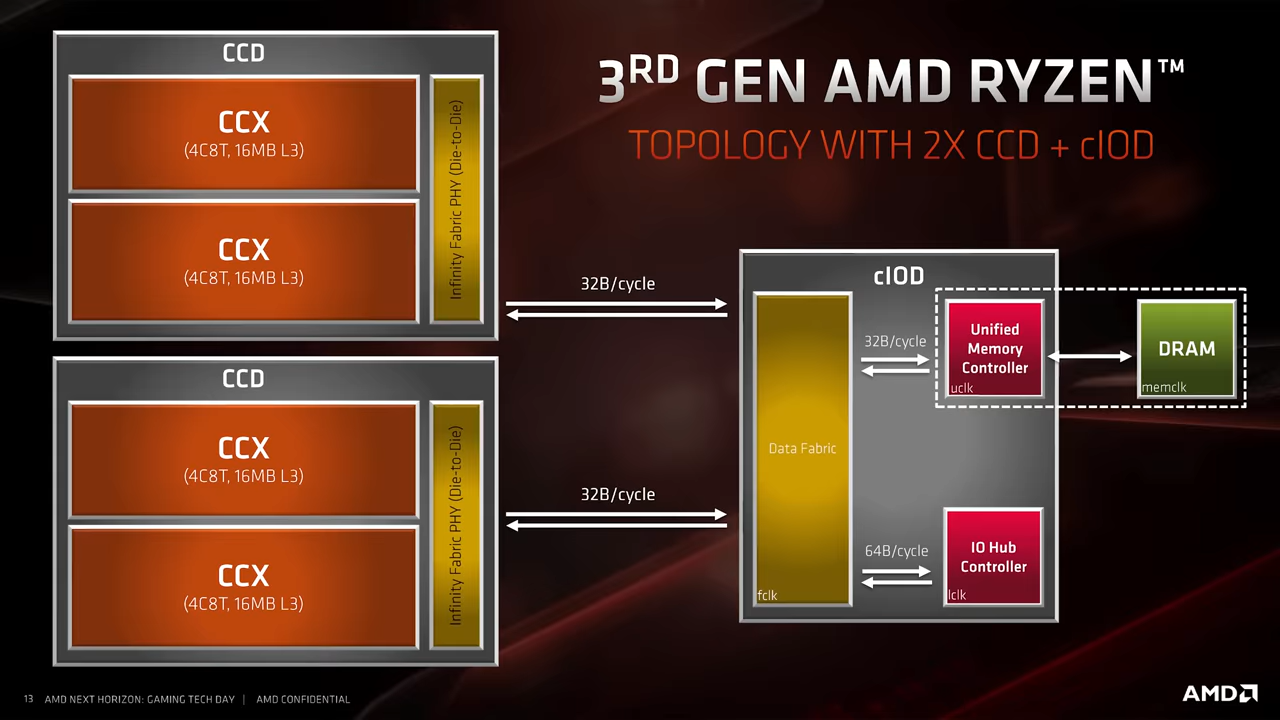 3RD GEN AMD RYZEN™
TOPOLOGY WITH 2X CCD + cIOD
CCD
CCX
(4C8T, 16MB L3)
CCX
(4C8T, 16MB L3)
Infinity Fabric PHY (Die-to-Die)
32B/cycle
CCD
CCX
(4C8T, 16MB L3)
CCX
(4C8T, 16MB L3)
Infinity Fabric PHY (Die-to-Die)
32B/cycle
cIOD
Data Fabric
fclk
32B/cycle
Unified
Memory
Controller
uclk
DRAM
memclk
64B/cycle
IO Hub
Controller
lclk
13 AMD NEXT HORIZON: GAMING TECH DAY | AMD CONFIDENTIAL
AMD